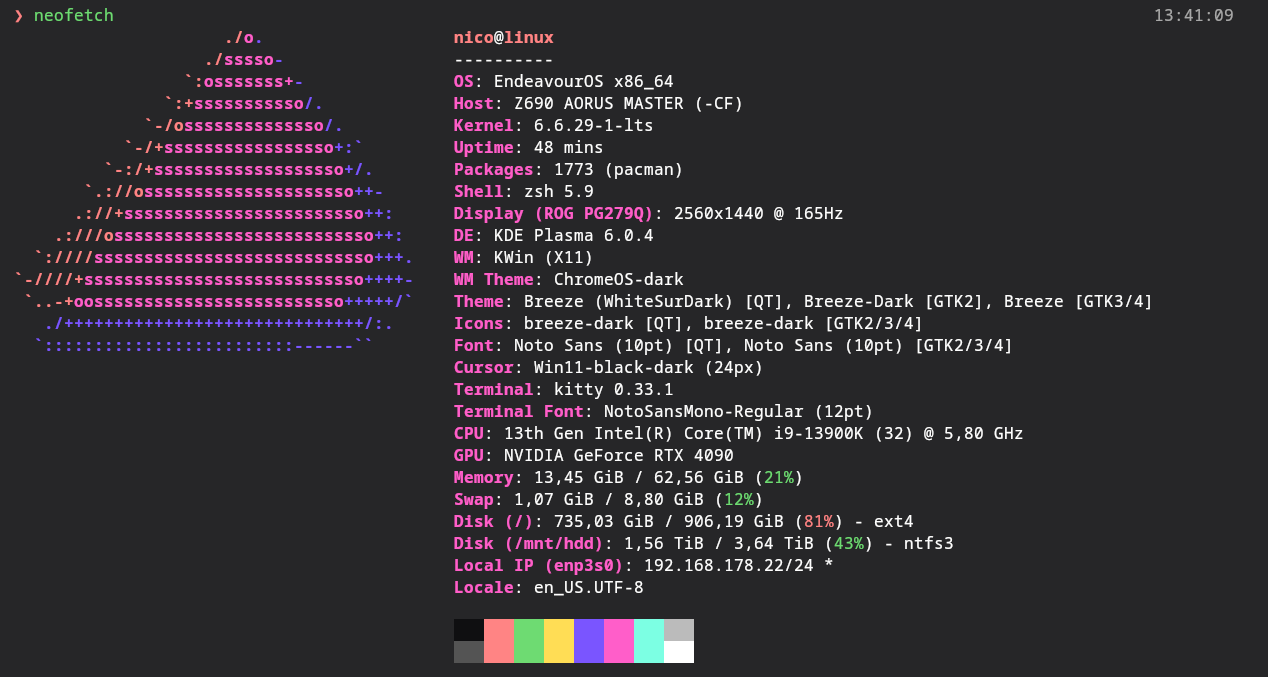 ❯ neofetch 13:41:09
./o. nico@linux
./sssso- ----------
`:osssssss+- OS: EndeavourOS x86_64
`:+sssssssssso/. Host: Z690 AORUS MASTER (-CF)
`-/ossssssssssssso/. Kernel: 6.6.29-1-lts
`-/+sssssssssssssssso+:` Uptime: 48 mins
`-:/+sssssssssssssssssso+/. Packages: 1773 (pacman)
`.://osssssssssssssssssssso++- Shell: zsh 5.9
.://+ssssssssssssssssssssssso++: Display (ROG PG279Q): 2560x1440 @ 165Hz
.:///ossssssssssssssssssssssssso++: DE: KDE Plasma 6.0.4
`:////ssssssssssssssssssssssssssso+++. WM: KWin (X11)
`-////+ssssssssssssssssssssssssssso++++- WM Theme: ChromeOS-dark
`..-+oosssssssssssssssssssssssso+++++/` Theme: Breeze (WhiteSurDark) [QT], Breeze-Dark [GTK2], Breeze [GTK3/4]
./++++++++++++++++++++++++++++++/:. Icons: breeze-dark [QT], breeze-dark [GTK2/3/4]
`:::::::::::::::::::::::::------`` Font: Noto Sans (10pt) [QT], Noto Sans (10pt) [GTK2/3/4]
Cursor: Win11-black-dark (24px)
Terminal: kitty 0.33.1
Terminal Font: NotoSansMono-Regular (12pt)
CPU: 13th Gen Intel(R) Core(TM) i9-13900K (32) @ 5,80 GHz
GPU: NVIDIA GeForce RTX 4090
Memory: 13,45 GiB / 62,56 GiB (21%)
Swap: 1,07 GiB / 8,80 GiB (12%)
Disk (/): 735,03 GiB / 906,19 GiB (81%) - ext4
Disk (/mnt/hdd): 1,56 TiB / 3,64 TiB (43%) - ntfs3
Local IP (enp3s0): 192.168.178.22/24 *
Locale: en_US.UTF-8